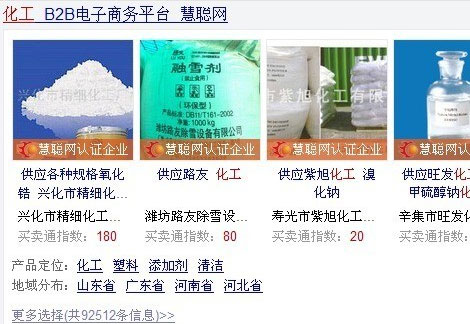 化工 B2B电子商务平台 慧聪网
兴化市精细化工
融雪剂
(环保型)
标准代号:DB11/T161-2002
净重:1000kg
潍坊路友除雪设备有限公司
市紫旭化工有限
慧聪网认证企业
慧聪网认证企业
慧聪网认证企业
慧聪网认
供应各种规格氧化
锆 兴化市精细化...
供应路友 化工
供应紫旭化工 溴
化钠
供应旺发化
甲硫醇钠化
兴化市精细化工...
潍坊路友除雪设...
寿光市紫旭化工...
辛集市旺发
买卖通指数: 180
买卖通指数: 80
买卖通指数: 20
买卖通指数
产品定位: 化工 塑料 添加剂 清洁
地域分布: 山东省 广东省 河南省 河北省
更多选择(共92512条信息)>>